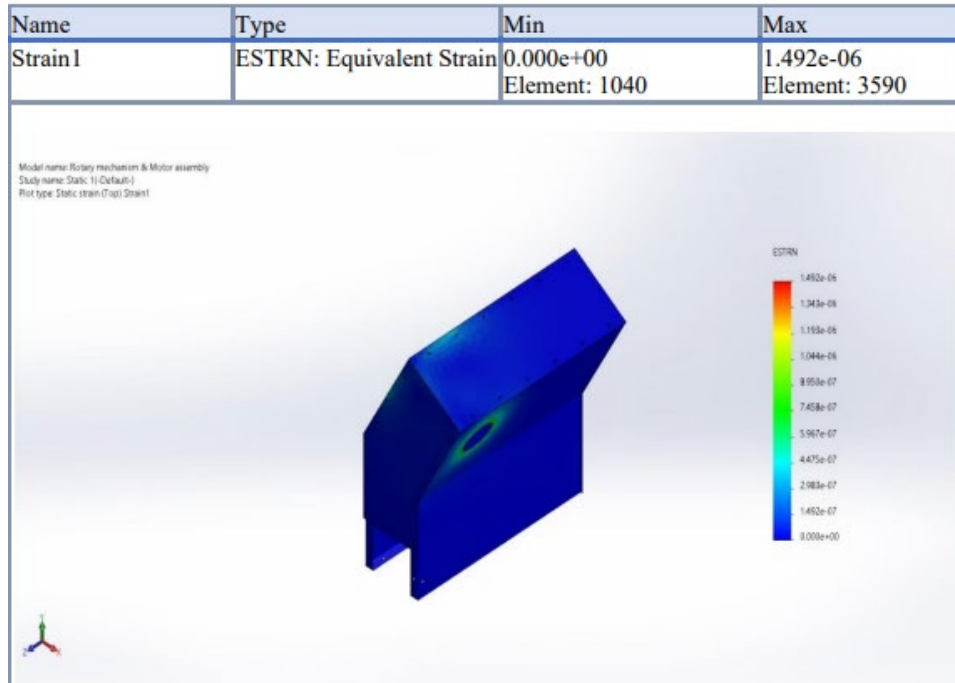 Name Type Min Max
Strain1 ESTRN: Equivalent Strain 0.000e+00 1.492e-06
Element: 1040 Element: 3590
Model name: Rotary mechanism & Motor assembly
Study name: Static 1(-Default-)
Plot type: Static strain (Top) Strain1
ESTRN
1.492e-06
1.343e-06
1.193e-06
1.044e-06
8.950e-07
7.458e-07
5.967e-07
4.475e-07
2.983e-07
1.492e-07
0.000e+00
Y
Z X